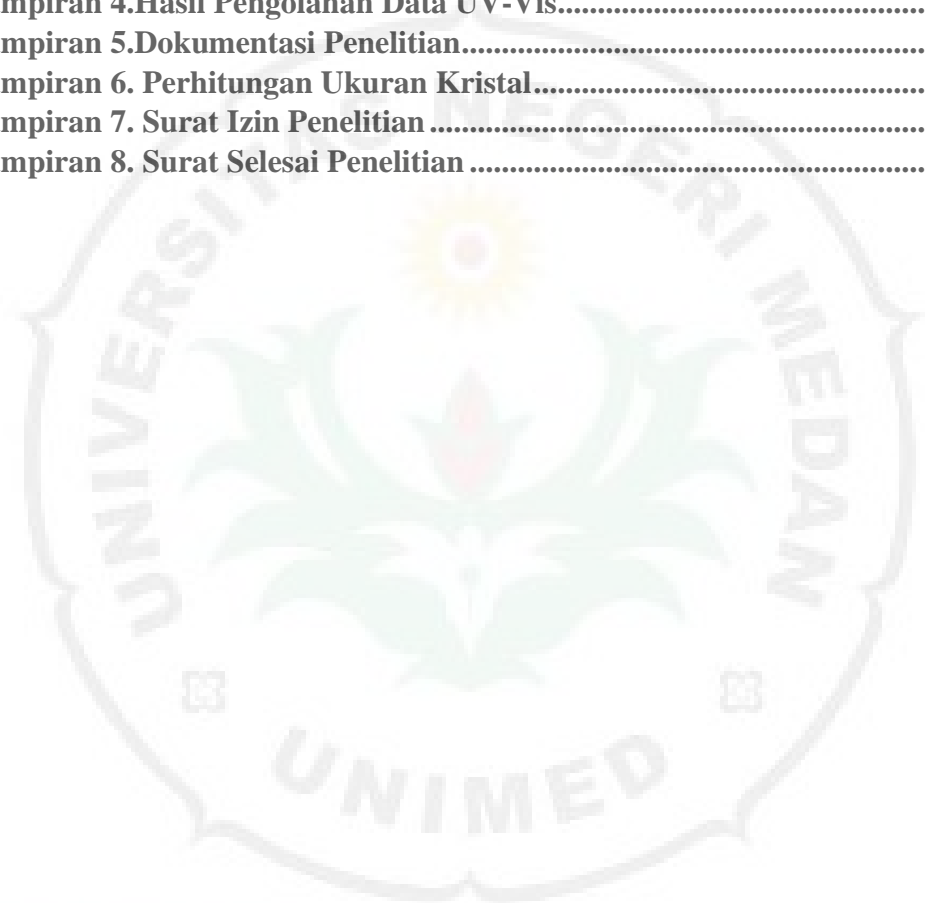 mpiran 4.Hasil Pengolahan Data UV-Vis..........................................................
mpiran 5.Dokumentasi Penelitian..........................................................
mpiran 6. Perhitungan Ukuran Kristal..........................................................
mpiran 7. Surat Izin Penelitian ..........................................................
mpiran 8. Surat Selesai Penelitian ..........................................................
UNIVERSITAS NEGERI MEDAN
UNIMED